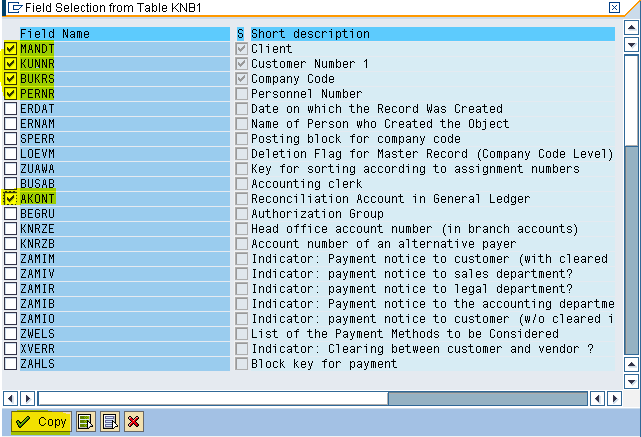 Field Selection from Table KNB1
Field Name S Short description
MANDT Client
KUNNR Customer Number 1
BUKRS Company Code
PERNR Personnel Number
ERDAT Date on which the Record Was Created
ERNAM Name of Person who Created the Object
SPERR Posting block for company code
LOEVM Deletion Flag for Master Record (Company Code Level)
ZUAWA Key for sorting according to assignment numbers
BUSAB Accounting clerk
AKONT Reconciliation Account in General Ledger
BEGRU Authorization Group
KNRZE Head office account number (in branch accounts)
KNRZB Account number of an alternative payer
ZAMIM Indicator: Payment notice to customer (with cleared
ZAMIV Indicator: payment notice to sales department?
ZAMIR Indicator: payment notice to legal department?
ZAMIB Indicator: Payment notice to the accounting departme
ZAMIO Indicator: payment notice to customer (w/o cleared i
ZWELS List of the Payment Methods to be Considered
XVERR Indicator: Clearing between customer and vendor ?
ZAHLS Block key for payment
Copy